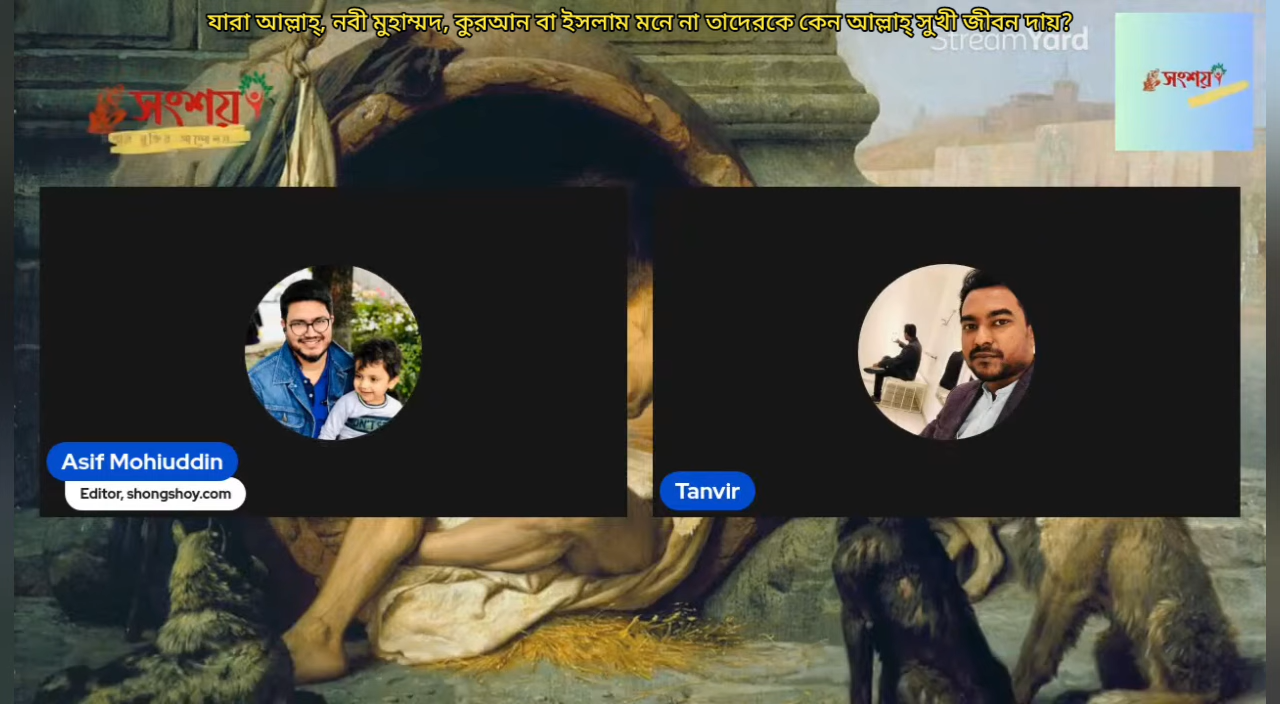 যারা আল্লাহ্, নবী মুহাম্মদ, কুরআন বা ইসলাম মনে না তাদেরকে কেন আল্লাহ্ সুখী জীবন দায়?
StreamYard
সংশয়
সংশয়
Asif Mohiuddin
Editor, shongshoy.com
Tanvir